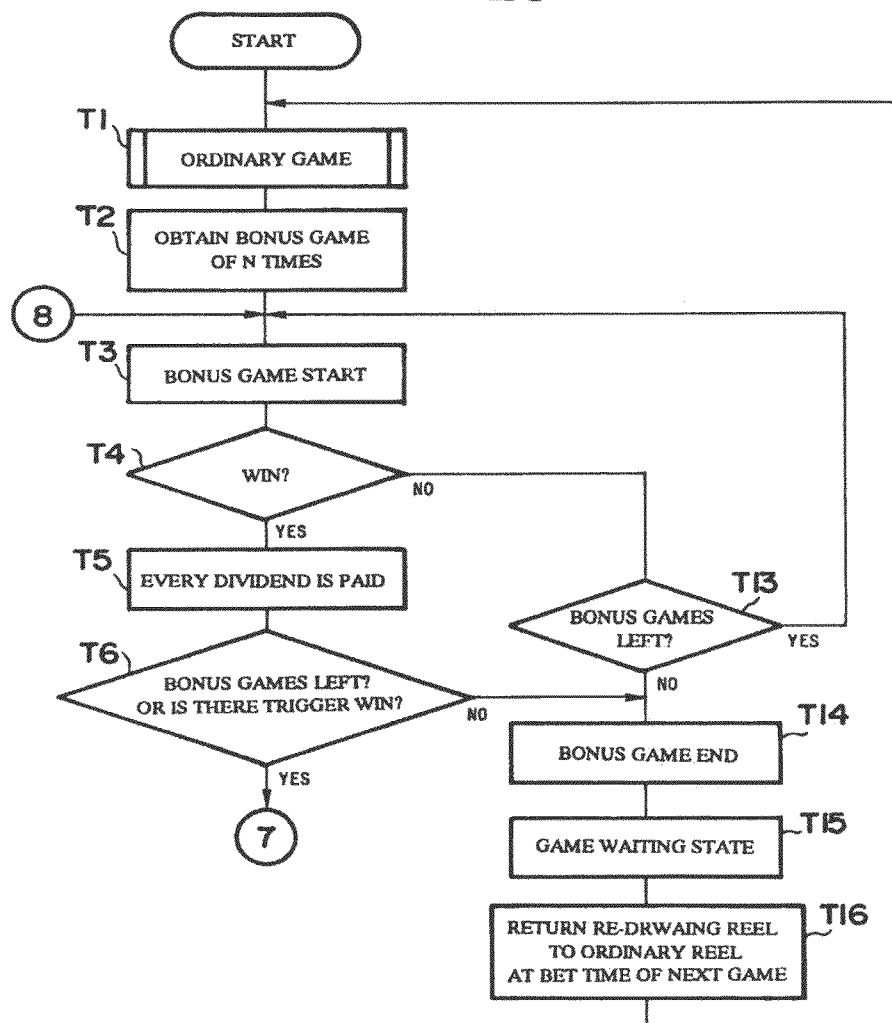 START
T1
ORDINARY GAME
T2
OBTAIN BONUS GAME
OF N TIMES
8
T3
BONUS GAME START
T4
WIN?
NO
YES
T5
EVERY DIVIDEND IS PAID
T13
BONUS GAMES
LEFT?
YES
NO
T6
BONUS GAMES LEFT?
OR IS THERE TRIGGER WIN?
NO
YES
7
T14
BONUS GAME END
T15
GAME WAITING STATE
T16
RETURN RE-DRWAING REEL
TO ORDINARY REEL
AT BET TIME OF NEXT GAME